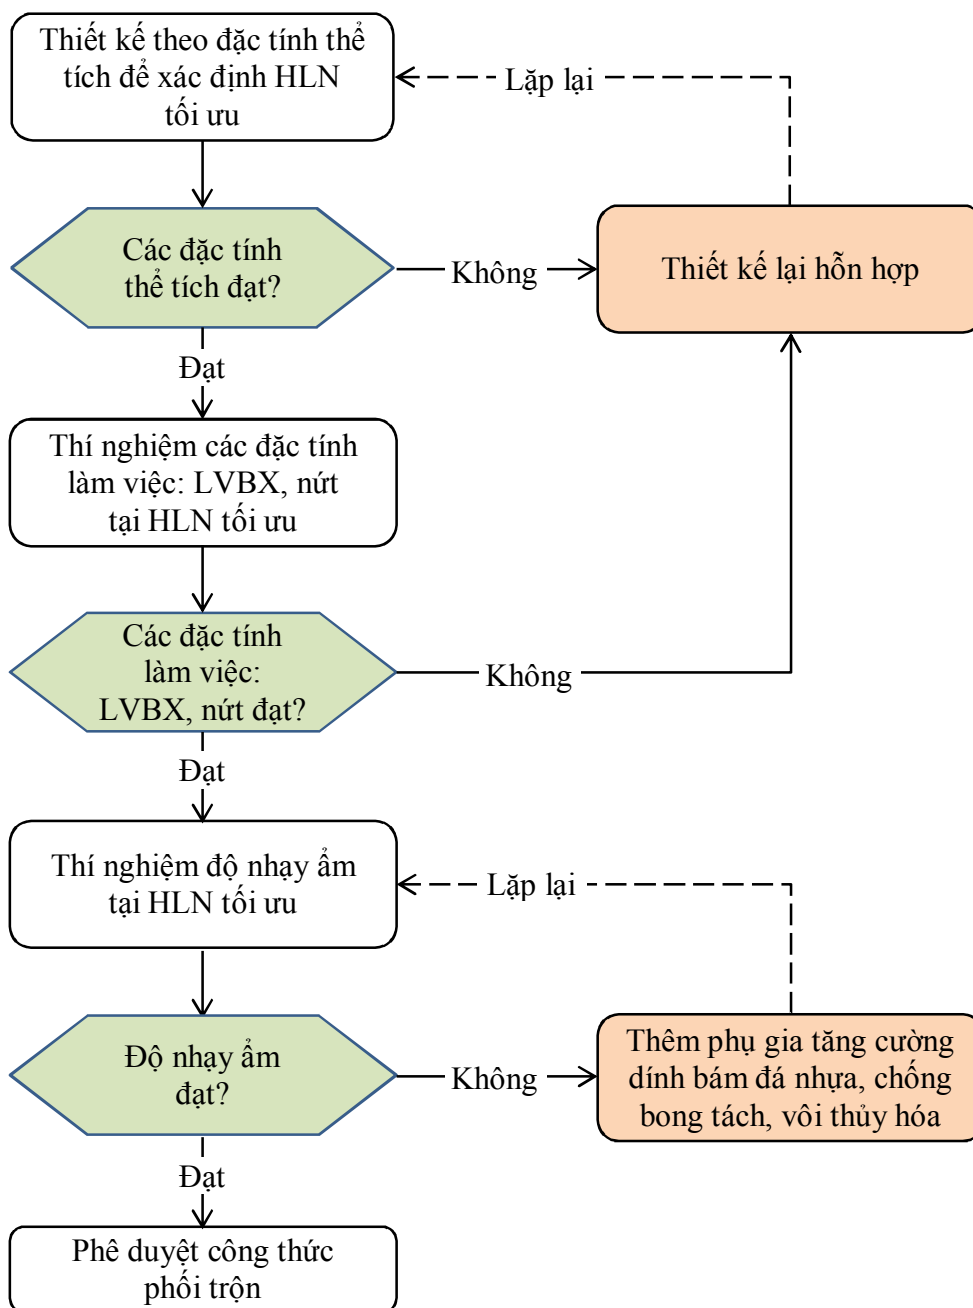 Thiết kế theo đặc tính thể
tích để xác định HLN
tối ưu
Lặp lại
Các đặc tính
thể tích đạt?
Không
Thiết kế lại hỗn hợp
Đạt
Thí nghiệm các đặc tính
làm việc: LVBX, nứt
tại HLN tối ưu
Các đặc tính
làm việc:
LVBX, nứt đạt?
Không
Đạt
Thí nghiệm độ nhạy ẩm
tại HLN tối ưu
Lặp lại
Độ nhạy ẩm
đạt?
Không
Thêm phụ gia tăng cường
dính bám đá nhựa, chống
bong tách, vôi thủy hóa
Đạt
Phê duyệt công thức
phối trộn